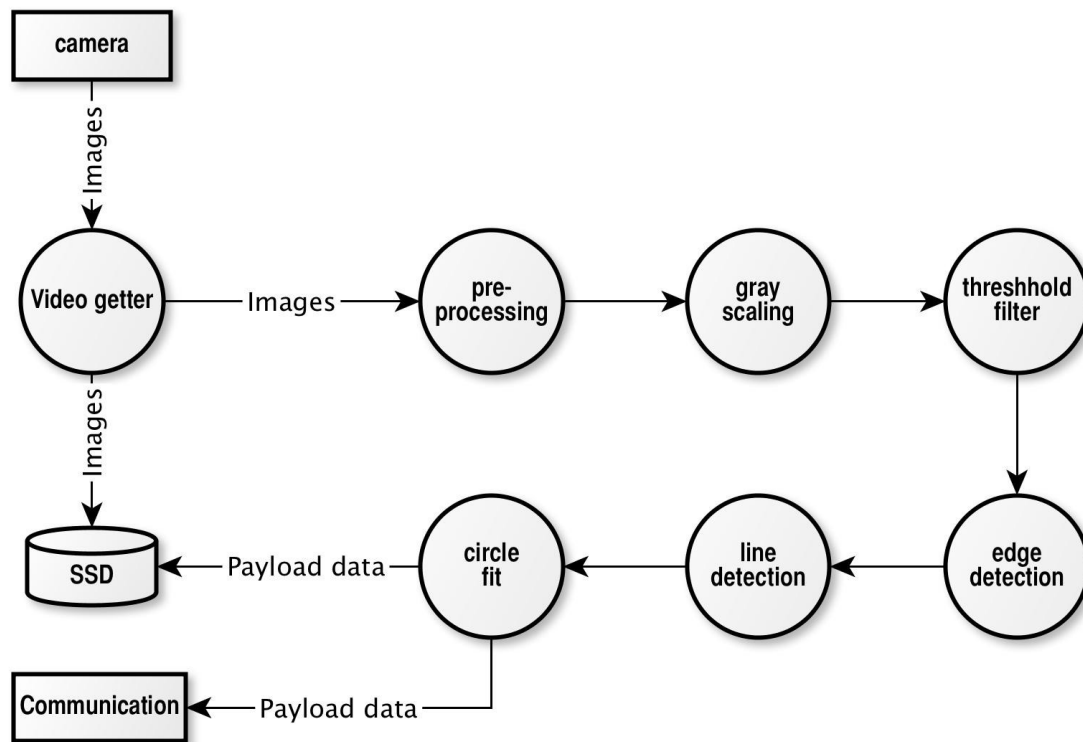 camera
Images
Video getter
Images
pre-
processing
gray
scaling
threshhold
filter
Images
SSD
Payload data
circle
fit
line
detection
edge
detection
Communication
Payload data